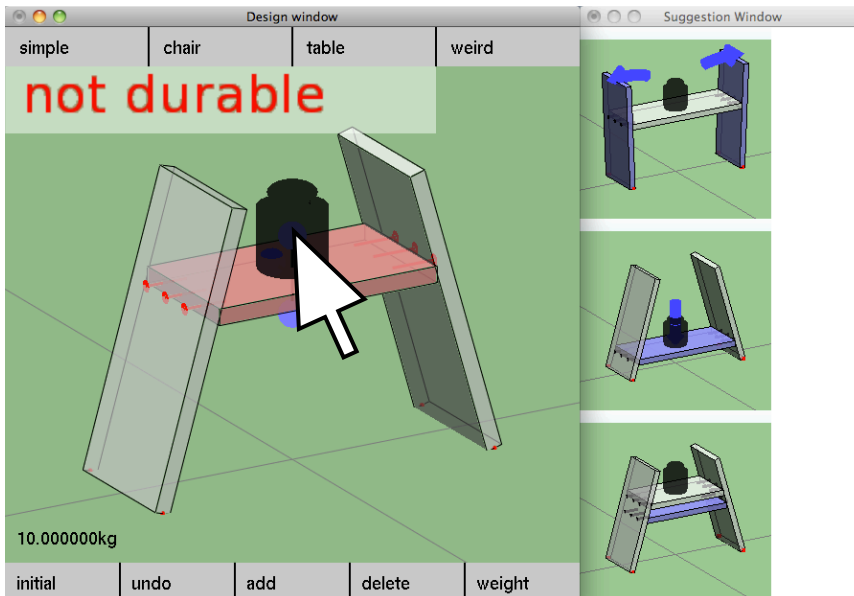 Design window
Suggestion Window
simple
chair
table
weird
not durable
10.000000kg
initial
undo
add
delete
weight